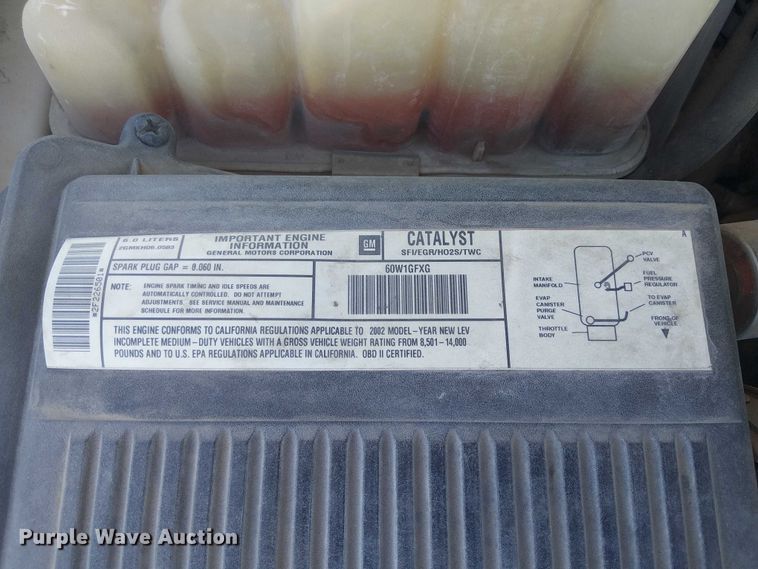 *2F226501*
6.0 LITERS
2GMXH06.0583
IMPORTANT ENGINE
INFORMATION
GENERAL MOTORS CORPORATION
GM
CATALYST
SFI/EGR/HO2S/TWC
SPARK PLUG GAP = 0.060 IN.
60W1GFXG
NOTE: ENGINE SPARK TIMING AND IDLE SPEEDS ARE
AUTOMATICALLY CONTROLLED. DO NOT ATTEMPT
ADJUSTMENTS. SEE SERVICE MANUAL AND MAINTENANCE
SCHEDULE FOR MORE INFORMATION.
THIS ENGINE CONFORMS TO CALIFORNIA REGULATIONS APPLICABLE TO 2002 MODEL-YEAR NEW LEV
INCOMPLETE MEDIUM-DUTY VEHICLES WITH A GROSS VEHICLE WEIGHT RATING FROM 8,501-14,000
POUNDS AND TO U.S. EPA REGULATIONS APPLICABLE IN CALIFORNIA. OBD II CERTIFIED.
A
PCV
VALVE
INTAKE
MANIFOLD
FUEL
PRESSURE
REGULATOR
EVAP
CANISTER
PURGE
VALVE
TO EVAP
CANISTER
THROTTLE
BODY
FRONT OF
VEHICLE
Purple Wave Auction